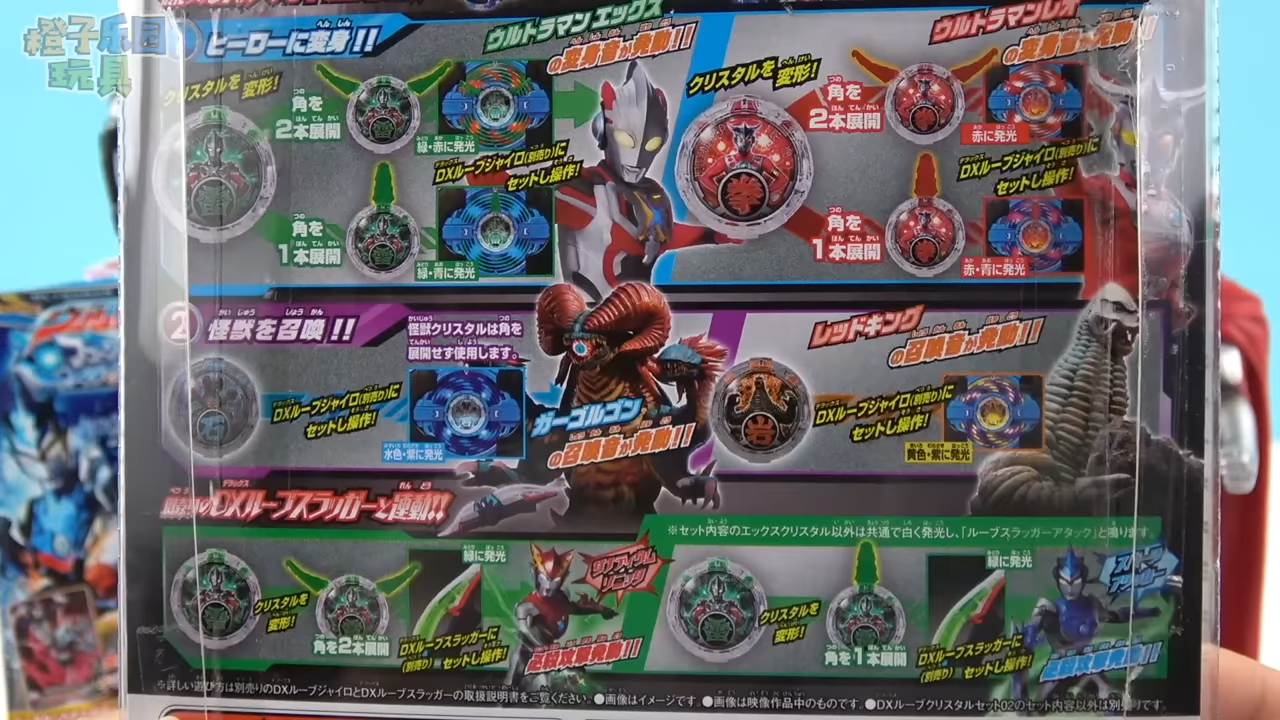 橙子乐园
玩具
ヒーローに変身!!
ウルトラマンエックス
の変身音が発動!!
クリスタルを変形!
角を
2本展開
緑・赤に発光
DXルーブジャイロ(別売り)に
セットし操作!
角を
1本展開
緑・青に発光
ウルトラマンレオ
の変身音が発動!!
クリスタルを変形!
角を
2本展開
赤に発光
DXルーブジャイロ(別売り)に
セットし操作!
拳
角を
1本展開
赤・青に発光
2 怪獣を召喚!!
怪獣クリスタルは角を
展開せず使用します。
石
DXルーブジャイロ(別売り)に
セットし操作!
水色・紫に発光
ガーゴルゴン
の召喚音が発動!!
レッドキング
の召喚音が発動!!
岩
DXルーブジャイロ(別売り)に
セットし操作!
黄色・紫に発光
DXルーブスラッガーと連動!!
※セット内容のエックスクリスタル以外は共通で白く発光し、「ルーブスラッガーアタック」と鳴ります。
クリスタルを
変形!
角を2本展開
緑に発光
DXルーブスラッガーに
(別売り)セットし操作!
必殺攻撃発動!!
クリスタルを
変形!
角を1本展開
緑に発光
DXルーブスラッガーに
(別売り)セットし操作!
必殺攻撃発動!!
※詳しい遊び方は別売りのDXルーブジャイロとDXルーブスラッガーの取扱説明書をご覧ください。●画像はイメージです。●画像は映像作品中のものです。●DXルーブクリスタルセット02のセット内容以外は別売りです。